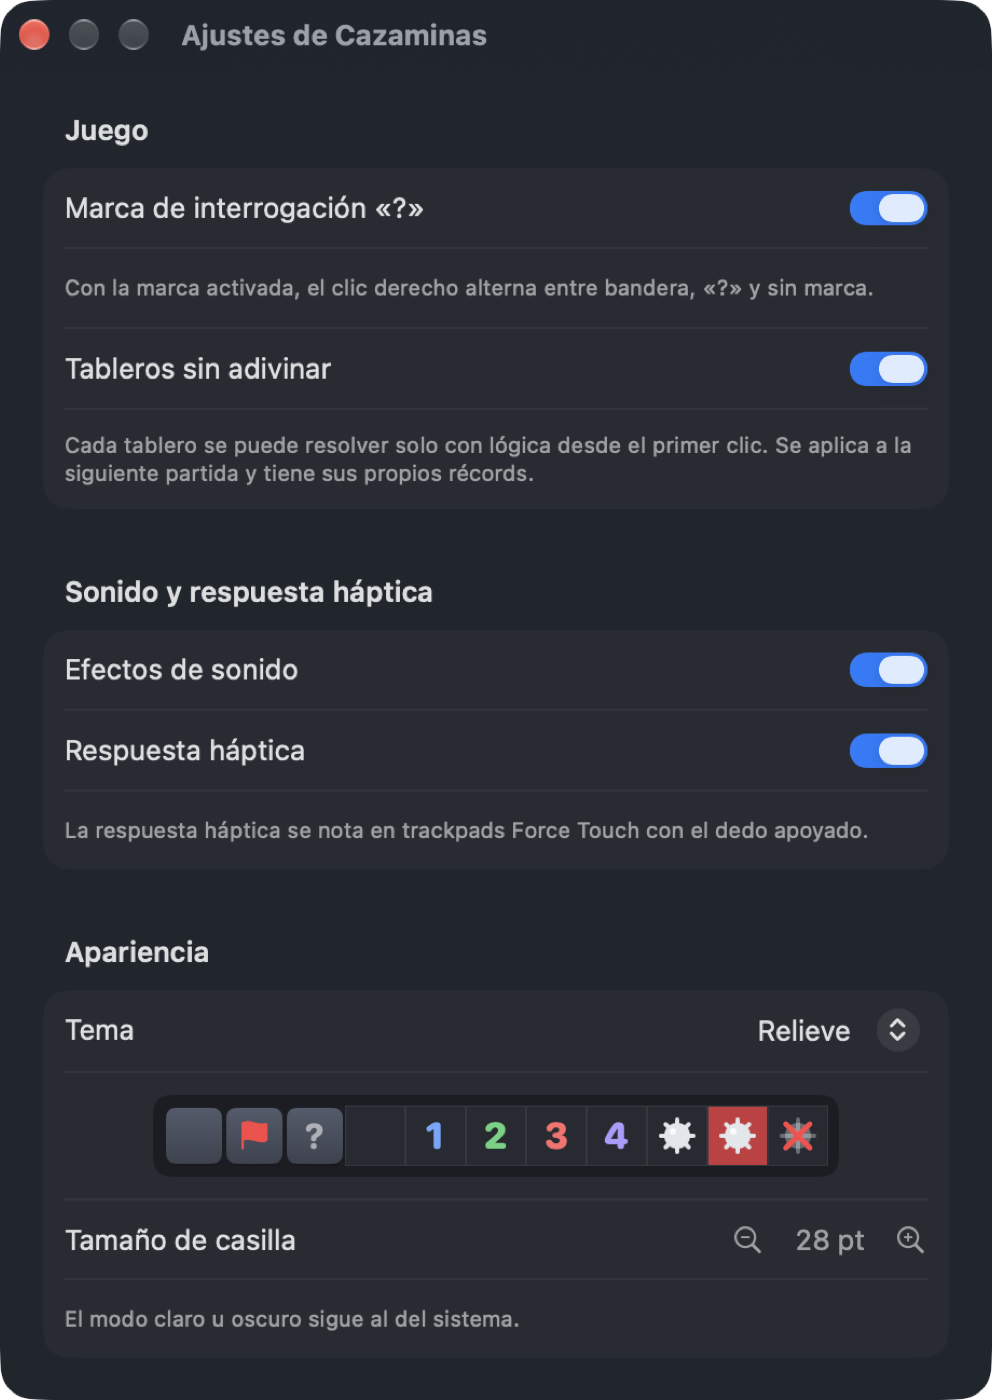 Ajustes de Cazaminas
Juego
Marca de interrogación «?»
Con la marca activada, el clic derecho alterna entre bandera, «?» y sin marca.
Tableros sin adivinar
Cada tablero se puede resolver solo con lógica desde el primer clic. Se aplica a la
siguiente partida y tiene sus propios récords.
Sonido y respuesta háptica
Efectos de sonido
Respuesta háptica
La respuesta háptica se nota en trackpads Force Touch con el dedo apoyado.
Apariencia
Tema Relieve
? 1 2 3 4
Tamaño de casilla 28 pt
El modo claro u oscuro sigue al del sistema.